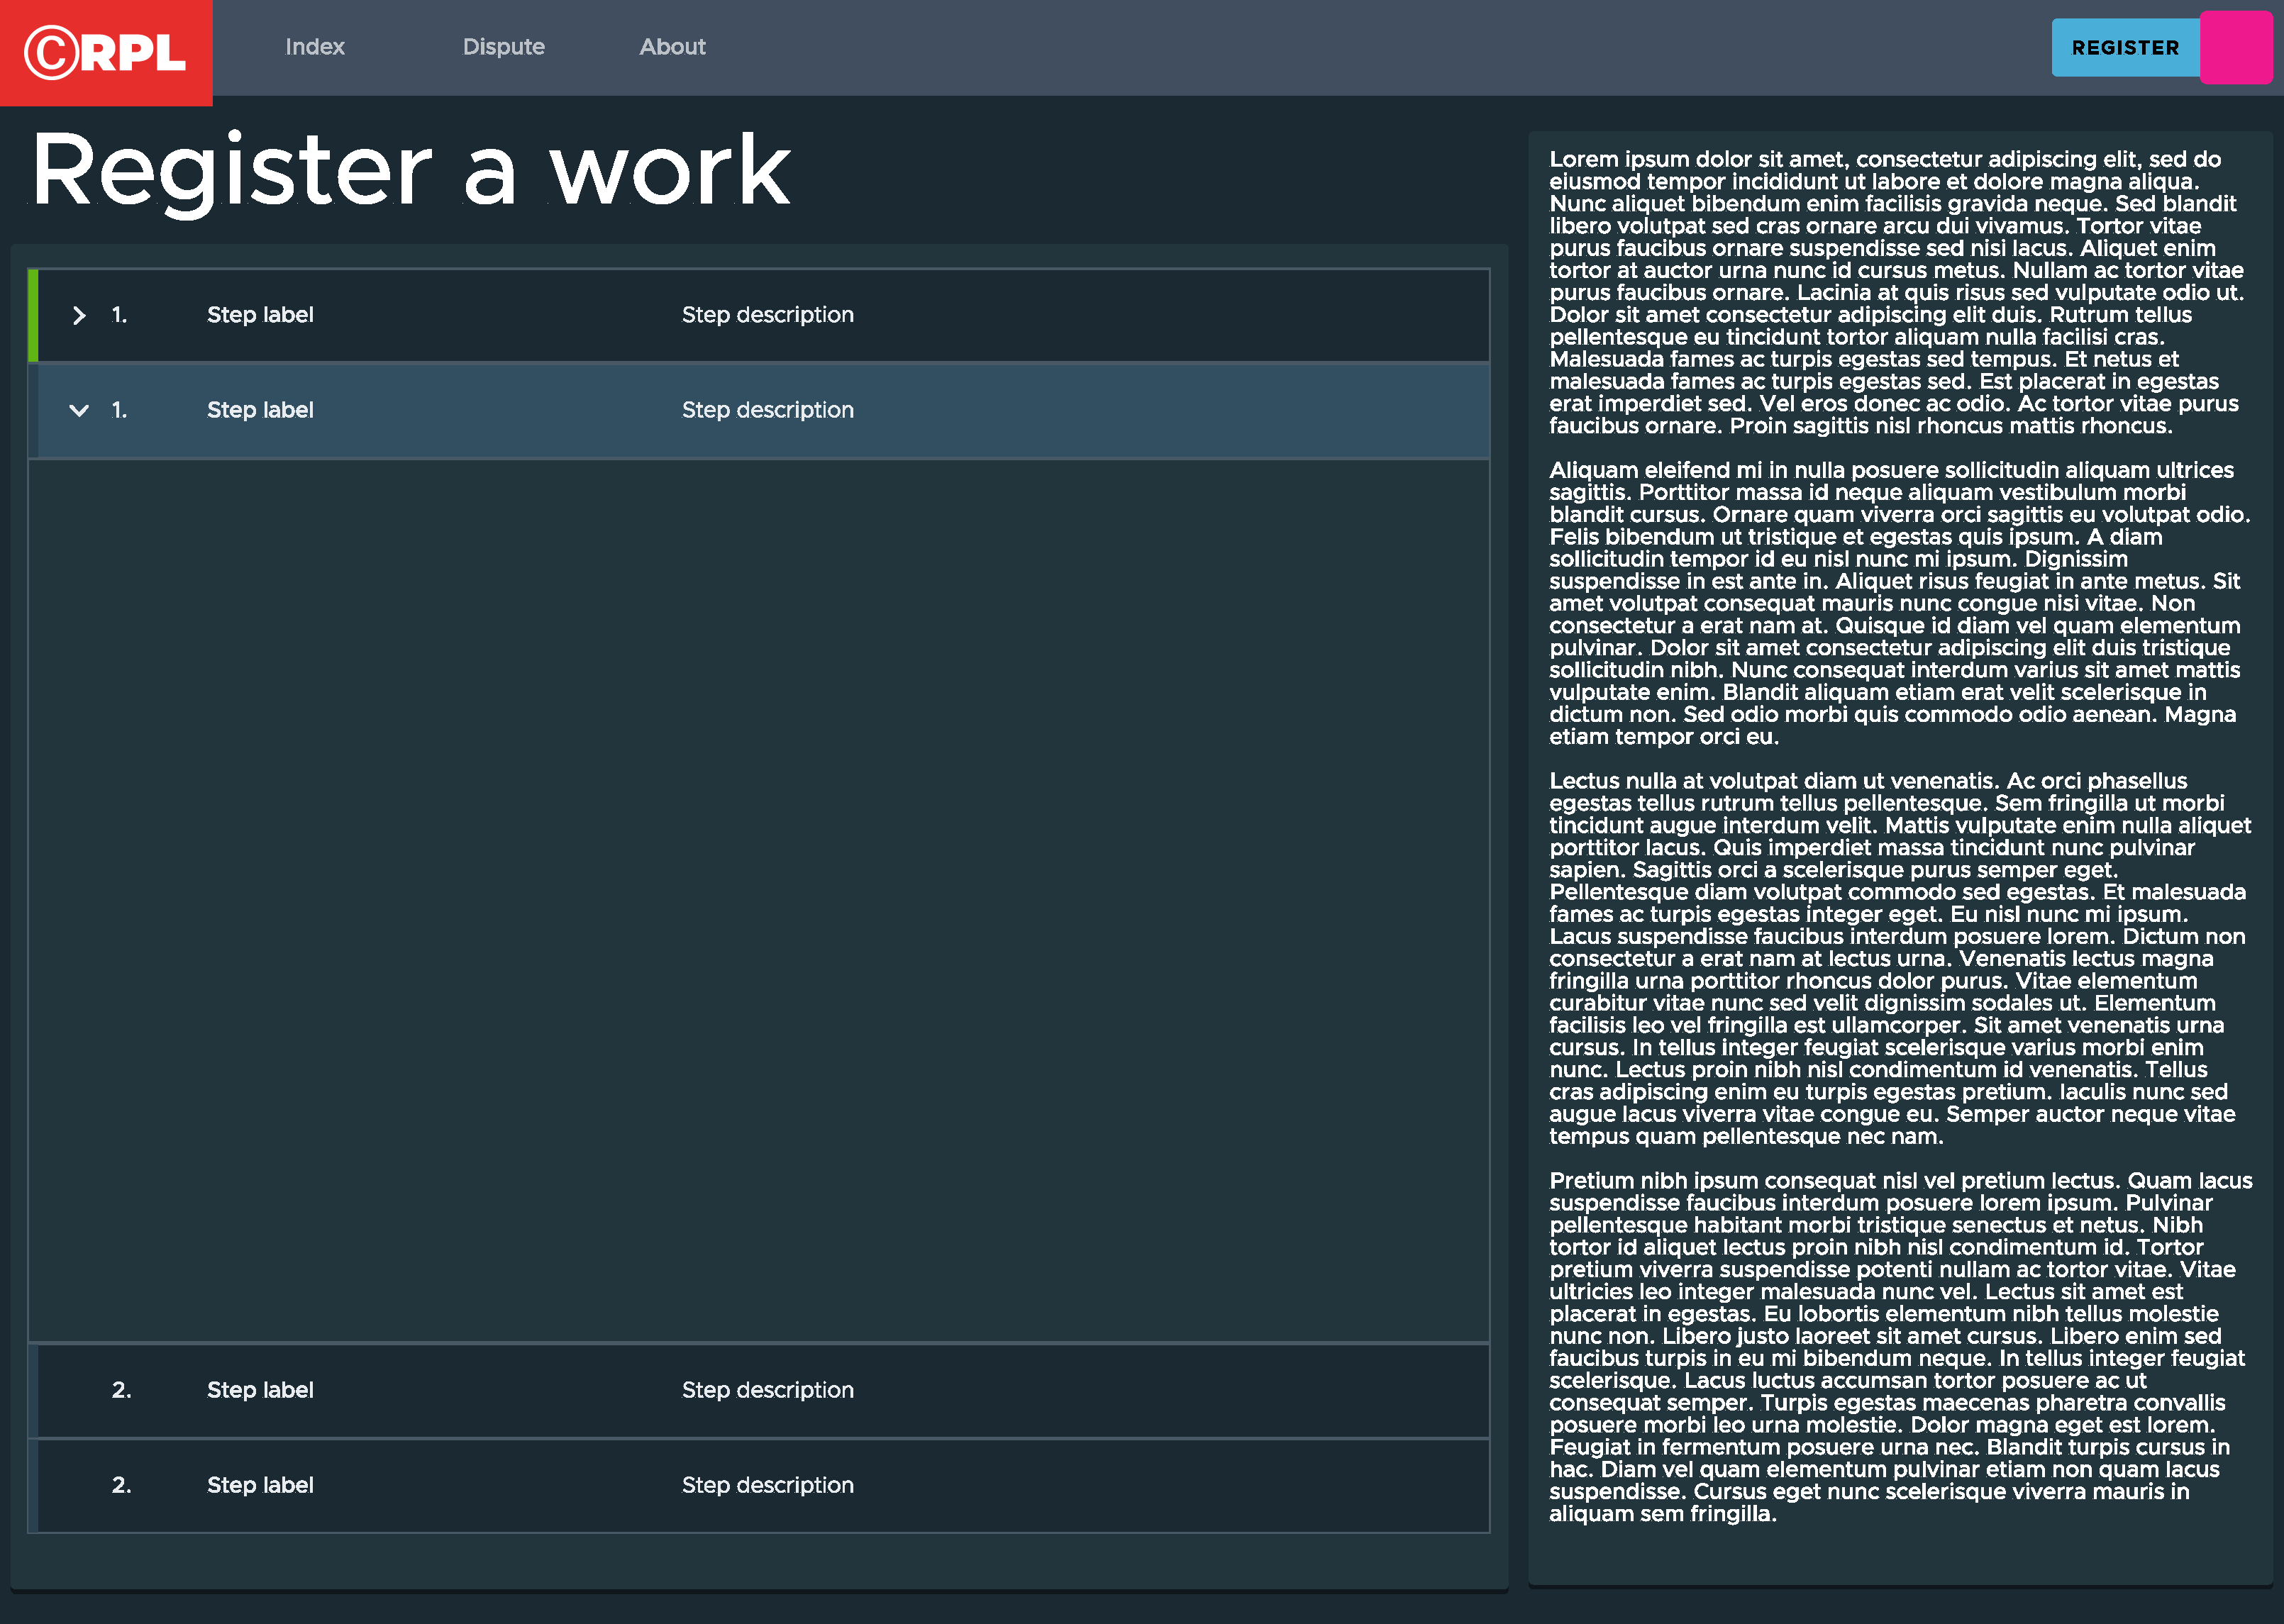 ©RPL
Index
Dispute
About
REGISTER
Register a work
1. Step label Step description
1. Step label Step description
2. Step label Step description
2. Step label Step description
Lorem ipsum dolor sit amet, consectetur adipiscing elit, sed do
eiusmod tempor incididunt ut labore et dolore magna aliqua.
Nunc aliquet bibendum enim facilisis gravida neque. Sed blandit
libero volutpat sed cras ornare arcu dui vivamus. Tortor vitae
purus faucibus ornare suspendisse sed nisi lacus. Aliquet enim
tortor at auctor urna nunc id cursus metus. Nullam ac tortor vitae
purus faucibus ornare. Lacinia at quis risus sed vulputate odio ut.
Dolor sit amet consectetur adipiscing elit duis. Rutrum tellus
pellentesque eu tincidunt tortor aliquam nulla facilisi cras.
Malesuada fames ac turpis egestas sed tempus. Et netus et
malesuada fames ac turpis egestas sed. Est placerat in egestas
erat imperdiet sed. Vel eros donec ac odio. Ac tortor vitae purus
faucibus ornare. Proin sagittis nisl rhoncus mattis rhoncus.
Aliquam eleifend mi in nulla posuere sollicitudin aliquam ultrices
sagittis. Porttitor massa id neque aliquam vestibulum morbi
blandit cursus. Ornare quam viverra orci sagittis eu volutpat odio.
Felis bibendum ut tristique et egestas quis ipsum. A diam
sollicitudin tempor id eu nisl nunc mi ipsum. Dignissim
suspendisse in est ante in. Aliquet risus feugiat in ante metus. Sit
amet volutpat consequat mauris nunc congue nisi vitae. Non
consectetur a erat nam at. Quisque id diam vel quam elementum
pulvinar. Dolor sit amet consectetur adipiscing elit duis tristique
sollicitudin nibh. Nunc consequat interdum varius sit amet mattis
vulputate enim. Blandit aliquam etiam erat velit scelerisque in
dictum non. Sed odio morbi quis commodo odio aenean. Magna
etiam tempor orci eu.
Lectus nulla at volutpat diam ut venenatis. Ac orci phasellus
egestas tellus rutrum tellus pellentesque. Sem fringilla ut morbi
tincidunt augue interdum velit. Mattis vulputate enim nulla aliquet
porttitor lacus. Quis imperdiet massa tincidunt nunc pulvinar
sapien. Sagittis orci a scelerisque purus semper eget.
Pellentesque diam volutpat commodo sed egestas. Et malesuada
fames ac turpis egestas integer eget. Eu nisl nunc mi ipsum.
Lacus suspendisse faucibus interdum posuere lorem. Dictum non
consectetur a erat nam at lectus urna. Venenatis lectus magna
fringilla urna porttitor rhoncus dolor purus. Vitae elementum
curabitur vitae nunc sed velit dignissim sodales ut. Elementum
facilisis leo vel fringilla est ullamcorper. Sit amet venenatis urna
cursus. In tellus integer feugiat scelerisque varius morbi enim
nunc. Lectus proin nibh nisl condimentum id venenatis. Tellus
cras adipiscing enim eu turpis egestas pretium. Iaculis nunc sed
augue lacus viverra vitae congue eu. Semper auctor neque vitae
tempus quam pellentesque nec nam.
Pretium nibh ipsum consequat nisl vel pretium lectus. Quam lacus
suspendisse faucibus interdum posuere lorem ipsum. Pulvinar
pellentesque habitant morbi tristique senectus et netus. Nibh
tortor id aliquet lectus proin nibh nisl condimentum id. Tortor
pretium viverra suspendisse potenti nullam ac tortor vitae. Vitae
ultricies leo integer malesuada nunc vel. Lectus sit amet est
placerat in egestas. Eu lobortis elementum nibh tellus molestie
nunc non. Libero justo laoreet sit amet cursus. Libero enim sed
faucibus turpis in eu mi bibendum neque. In tellus integer feugiat
scelerisque. Lacus luctus accumsan tortor posuere ac ut
consequat semper. Turpis egestas maecenas pharetra convallis
posuere morbi leo urna molestie. Dolor magna eget est lorem.
Feugiat in fermentum posuere urna nec. Blandit turpis cursus in
hac. Diam vel quam elementum pulvinar etiam non quam lacus
suspendisse. Cursus eget nunc scelerisque viverra mauris in
aliquam sem fringilla.